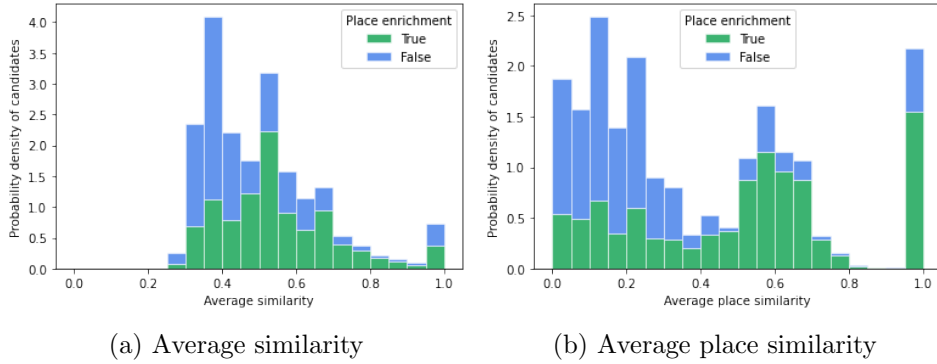 Probability density of candidates
4.0
3.5
3.0
2.5
2.0
1.5
1.0
0.5
0.0
Place enrichment
True
False
0.0 0.2 0.4 0.6 0.8 1.0
Average similarity
(a) Average similarity
Probability density of candidates
2.5
2.0
1.5
1.0
0.5
0.0
Place enrichment
True
False
0.0 0.2 0.4 0.6 0.8 1.0
Average place similarity
(b) Average place similarity